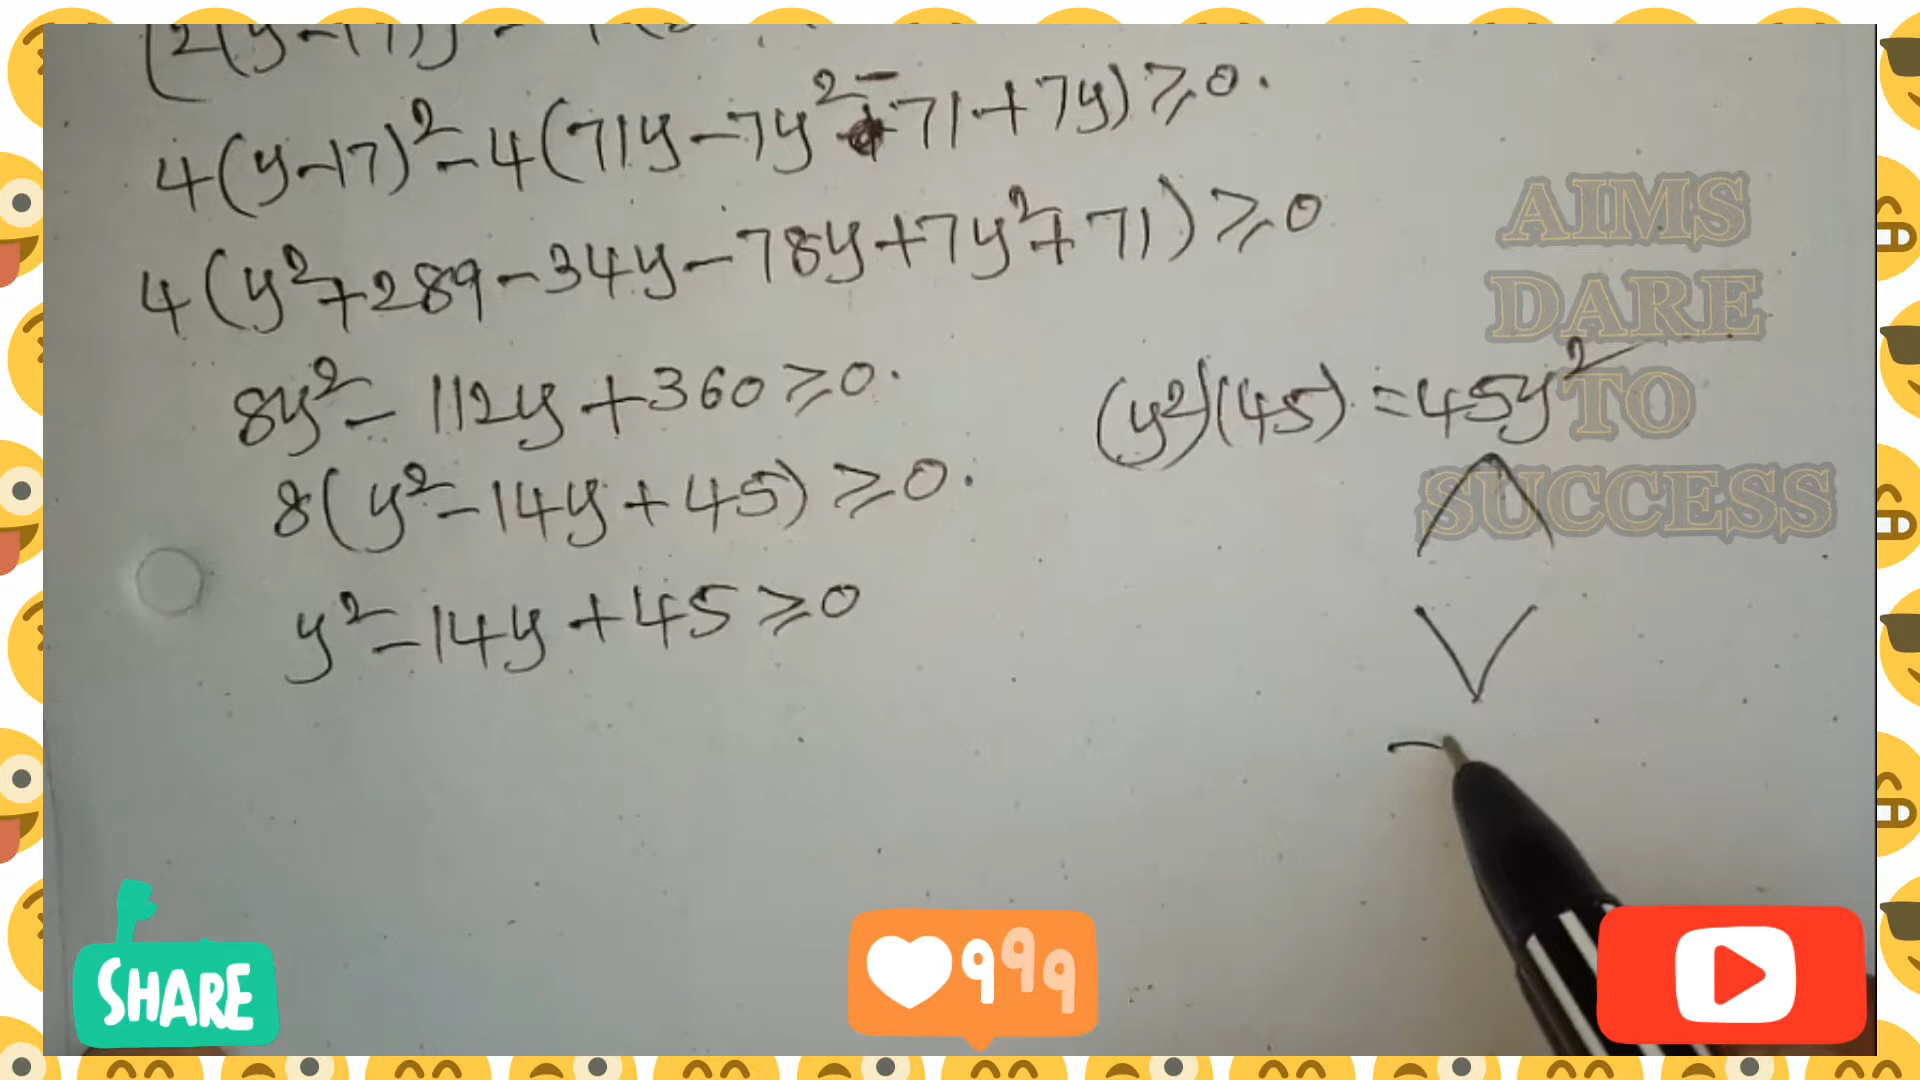 4(y-17)²-4(71y-7y²-71+7y)≥0.
4(y²+289-34y-78y+7y²+71)≥0
8y²-112y+360≥0.
8(y²-14y+45)≥0.
y²-14y+45≥0
(y²)(45)=45y²
AIMS
DARE
TO
SUCCESS
SHARE
999